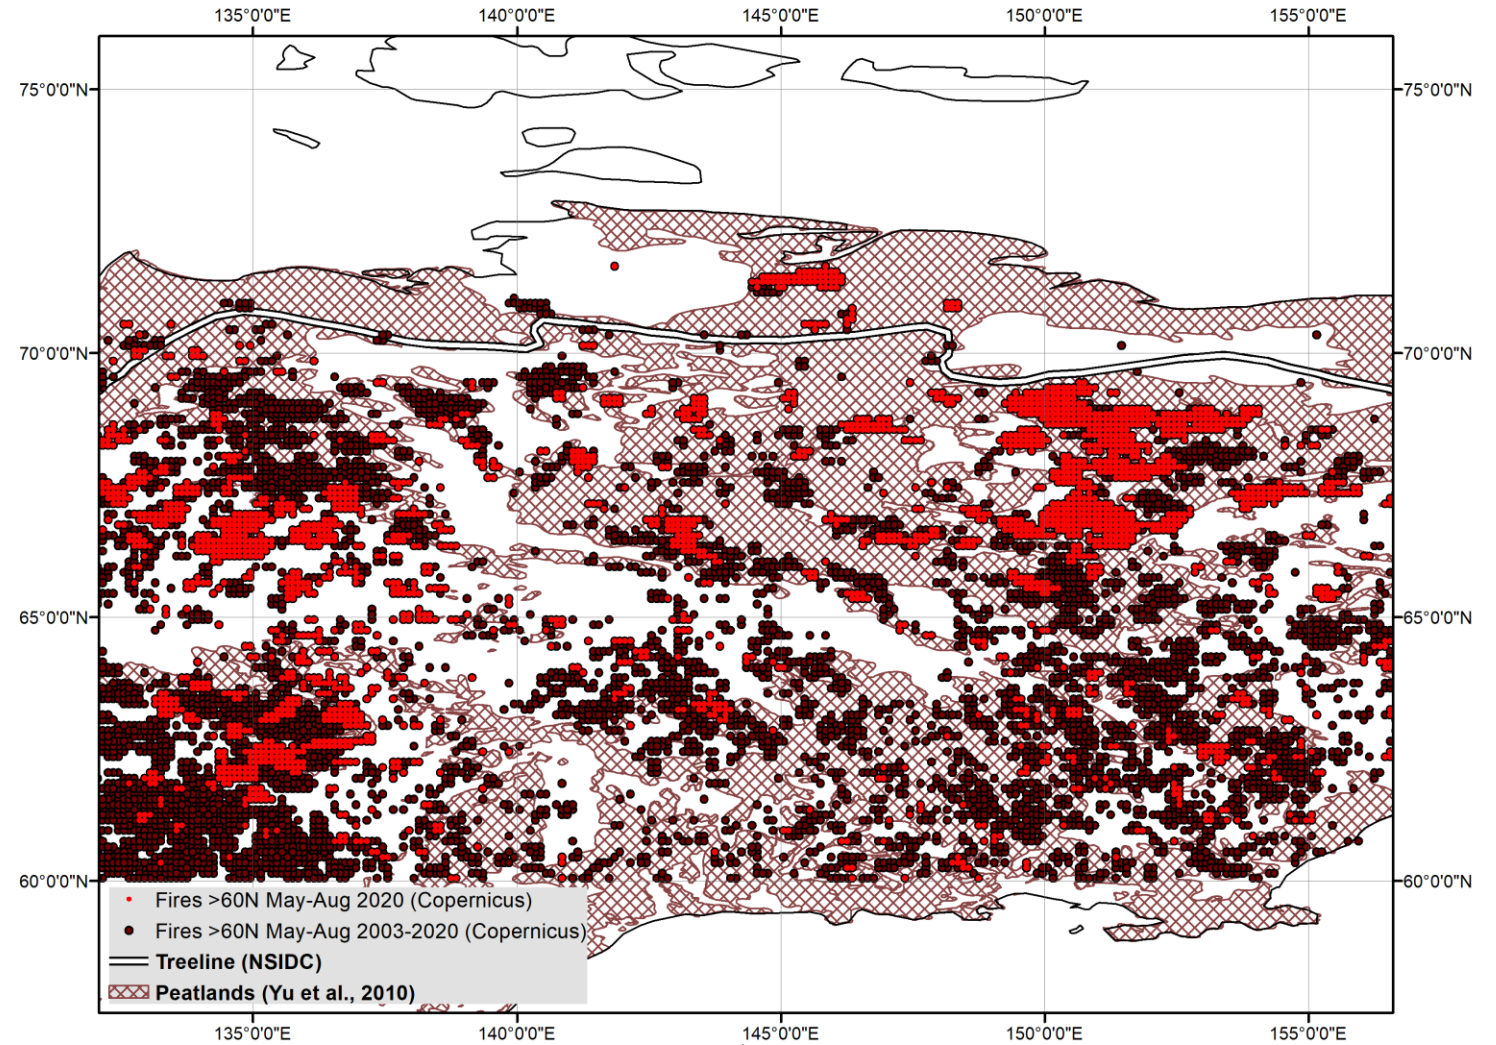 135°0'0"E 140°0'0"E 145°0'0"E 150°0'0"E 155°0'0"E
75°0'0"N 75°0'0"N
70°0'0"N 70°0'0"N
65°0'0"N 65°0'0"N
60°0'0"N 60°0'0"N
Fires >60N May-Aug 2020 (Copernicus)
Fires >60N May-Aug 2003-2020 (Copernicus)
Treeline (NSIDC)
Peatlands (Yu et al., 2010)
135°0'0"E 140°0'0"E 145°0'0"E 150°0'0"E 155°0'0"E